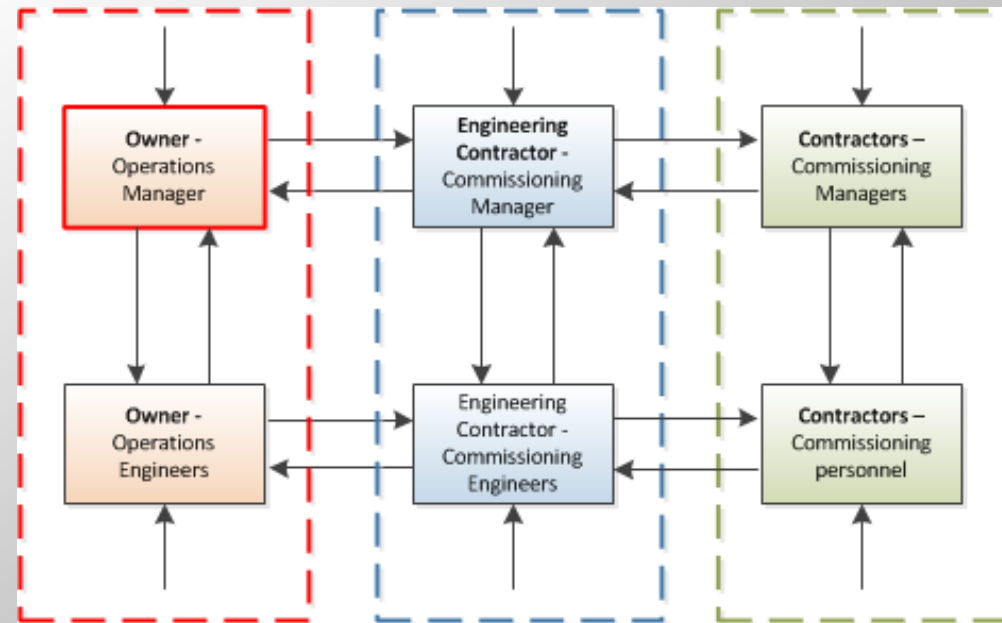 Owner -
Operations
Manager
Engineering
Contractor -
Commissioning
Manager
Contractors –
Commissioning
Managers
Owner -
Operations
Engineers
Engineering
Contractor -
Commissioning
Engineers
Contractors –
Commissioning
personnel